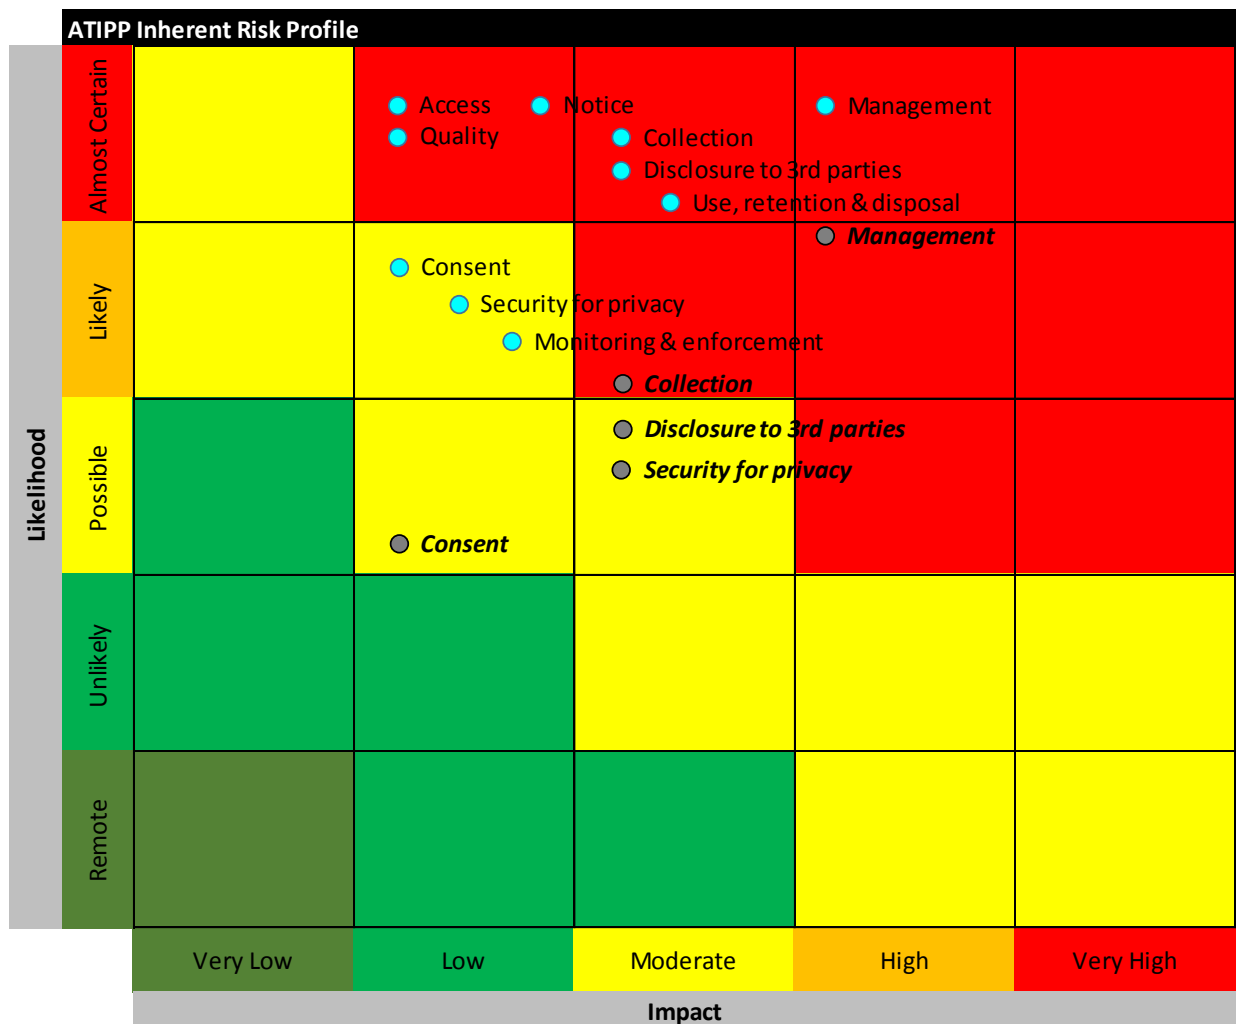 ATIPP Inherent Risk Profile
Likelihood
Almost Certain
Access
Notice
Management
Quality
Collection
Disclosure to 3rd parties
Use, retention & disposal
Likely
Management
Consent
Security for privacy
Monitoring & enforcement
Collection
Possible
Disclosure to 3rd parties
Security for privacy
Consent
Unlikely
Remote
Very Low
Low
Moderate
High
Very High
Impact